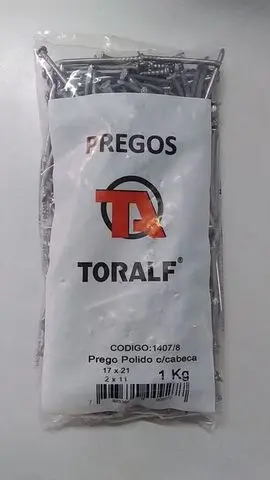 PREGOS
TA
TORALF®
CODIGO:1407/8
Prego Polido c/cabeca
17 x 21
2 x 11
1 Kg